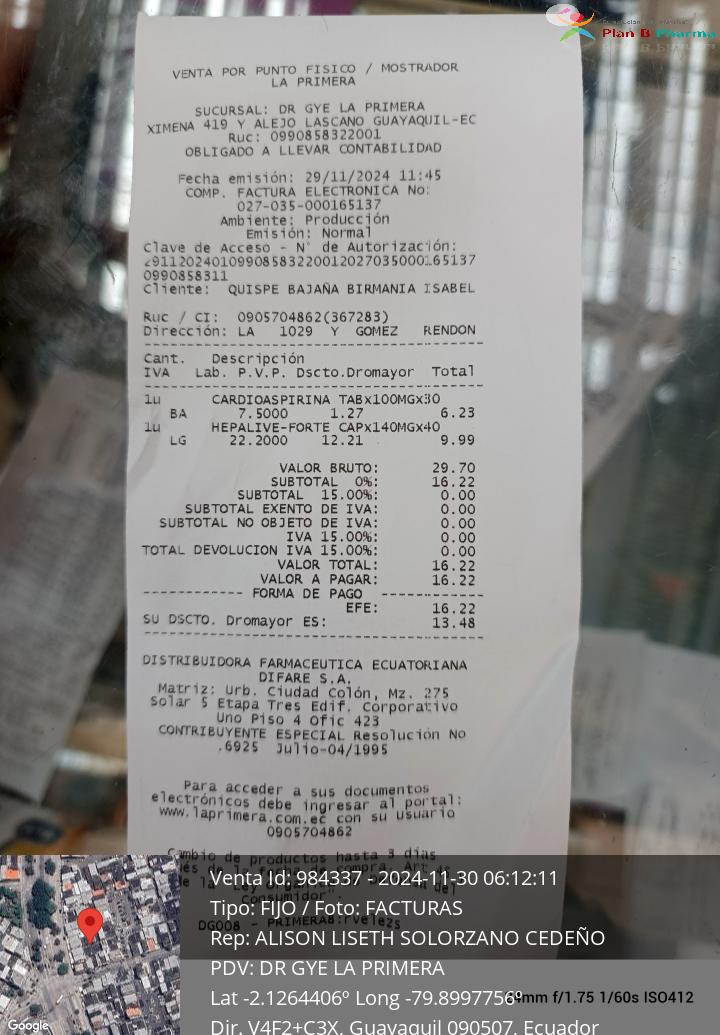 Plan B Pharma
VENTA POR PUNTO FISICO / MOSTRADOR
LA PRIMERA
SUCURSAL: DR GYE LA PRIMERA
XIMENA 419 Y ALEJO LASCANO GUAYAQUIL-EC
Ruc: 0990858322001
OBLIGADO A LLEVAR CONTABILIDAD
Fecha emisión: 29/11/2024 11:45
COMP. FACTURA ELECTRONICA No:
027-035-000165137
Ambiente: Producción
Emisión: Normal
Clave de Acceso - N° de Autorización:
291120240109908583220012027035000165137
0990858311
Cliente: QUISPE BAJAÑA BIRMANIA ISABEL
Ruc / CI: 0905704862(367283)
Dirección: LA 1029 Y GOMEZ RENDON
Cant. Descripción
IVA Lab. P.V.P. Dscto.Dromayor Total
1u CARDIOASPIRINA TABx100MGx30
BA 7.5000 1.27 6.23
1u HEPALIVE-FORTE CAPx140MGx40
LG 22.2000 12.21 9.99
VALOR BRUTO: 29.70
SUBTOTAL 0%: 16.22
SUBTOTAL 15.00%: 0.00
SUBTOTAL EXENTO DE IVA: 0.00
SUBTOTAL NO OBJETO DE IVA: 0.00
IVA 15.00%: 0.00
TOTAL DEVOLUCION IVA 15.00%: 0.00
VALOR TOTAL: 16.22
VALOR A PAGAR: 16.22
------------ FORMA DE PAGO ------------
EFE: 16.22
SU DSCTO. Dromayor ES: 13.48
DISTRIBUIDORA FARMACEUTICA ECUATORIANA
DIFARE S.A.
Matriz: Urb. Ciudad Colón, Mz. 275
Solar 5 Etapa Tres Edif. Corporativo
Uno Piso 4 Ofic 423
CONTRIBUYENTE ESPECIAL Resolución No
.6925 Julio-04/1995
Para acceder a sus documentos
electrónicos debe ingresar al portal:
www.laprimera.com.ec con su usuario
0905704862
Cambio de productos hasta 3 días
Venta Id: 984337 - 2024-11-30 06:12:11
Tipo: FIJO / Foto: FACTURAS
Rep: ALISON LISETH SOLORZANO CEDEÑO
PDV: DR GYE LA PRIMERA
Lat -2.1264406º Long -79.8997756º
64mm f/1.75 1/60s ISO412
Dir. V4F2+C3X, Guayaquil 090507, Ecuador
Google